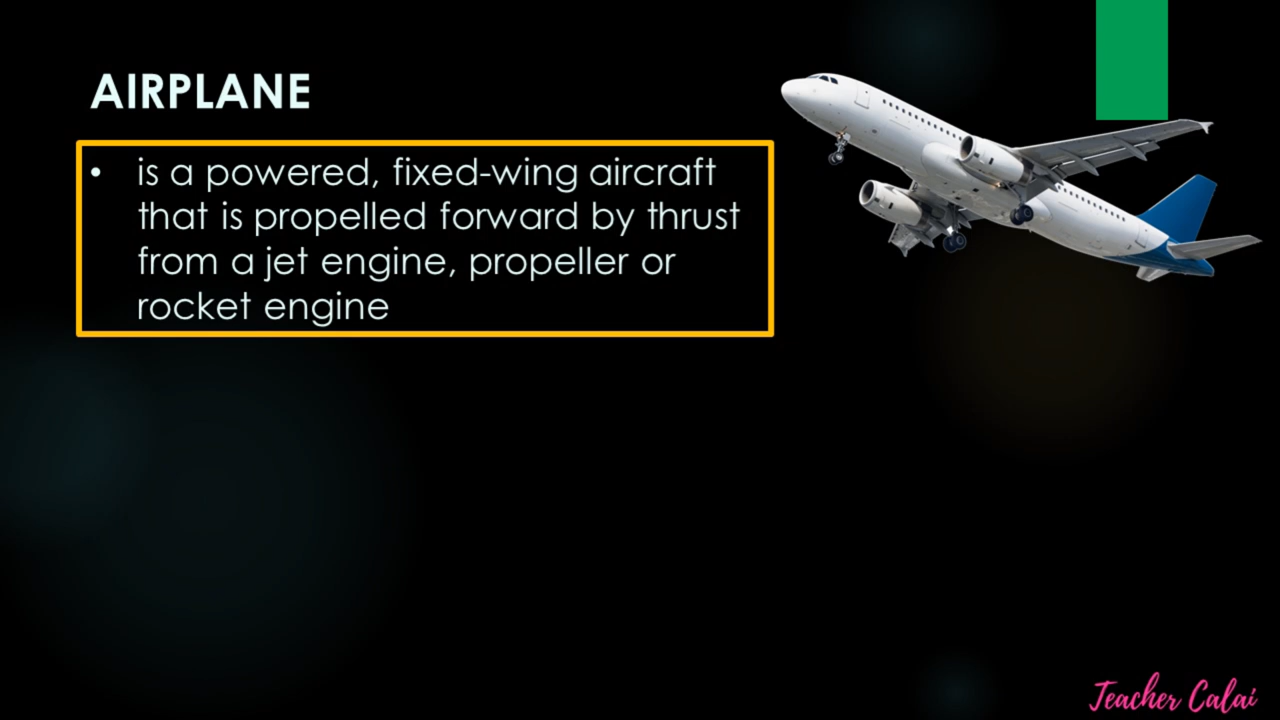 AIRPLANE
• is a powered, fixed-wing aircraft
that is propelled forward by thrust
from a jet engine, propeller or
rocket engine
Teacher Calai